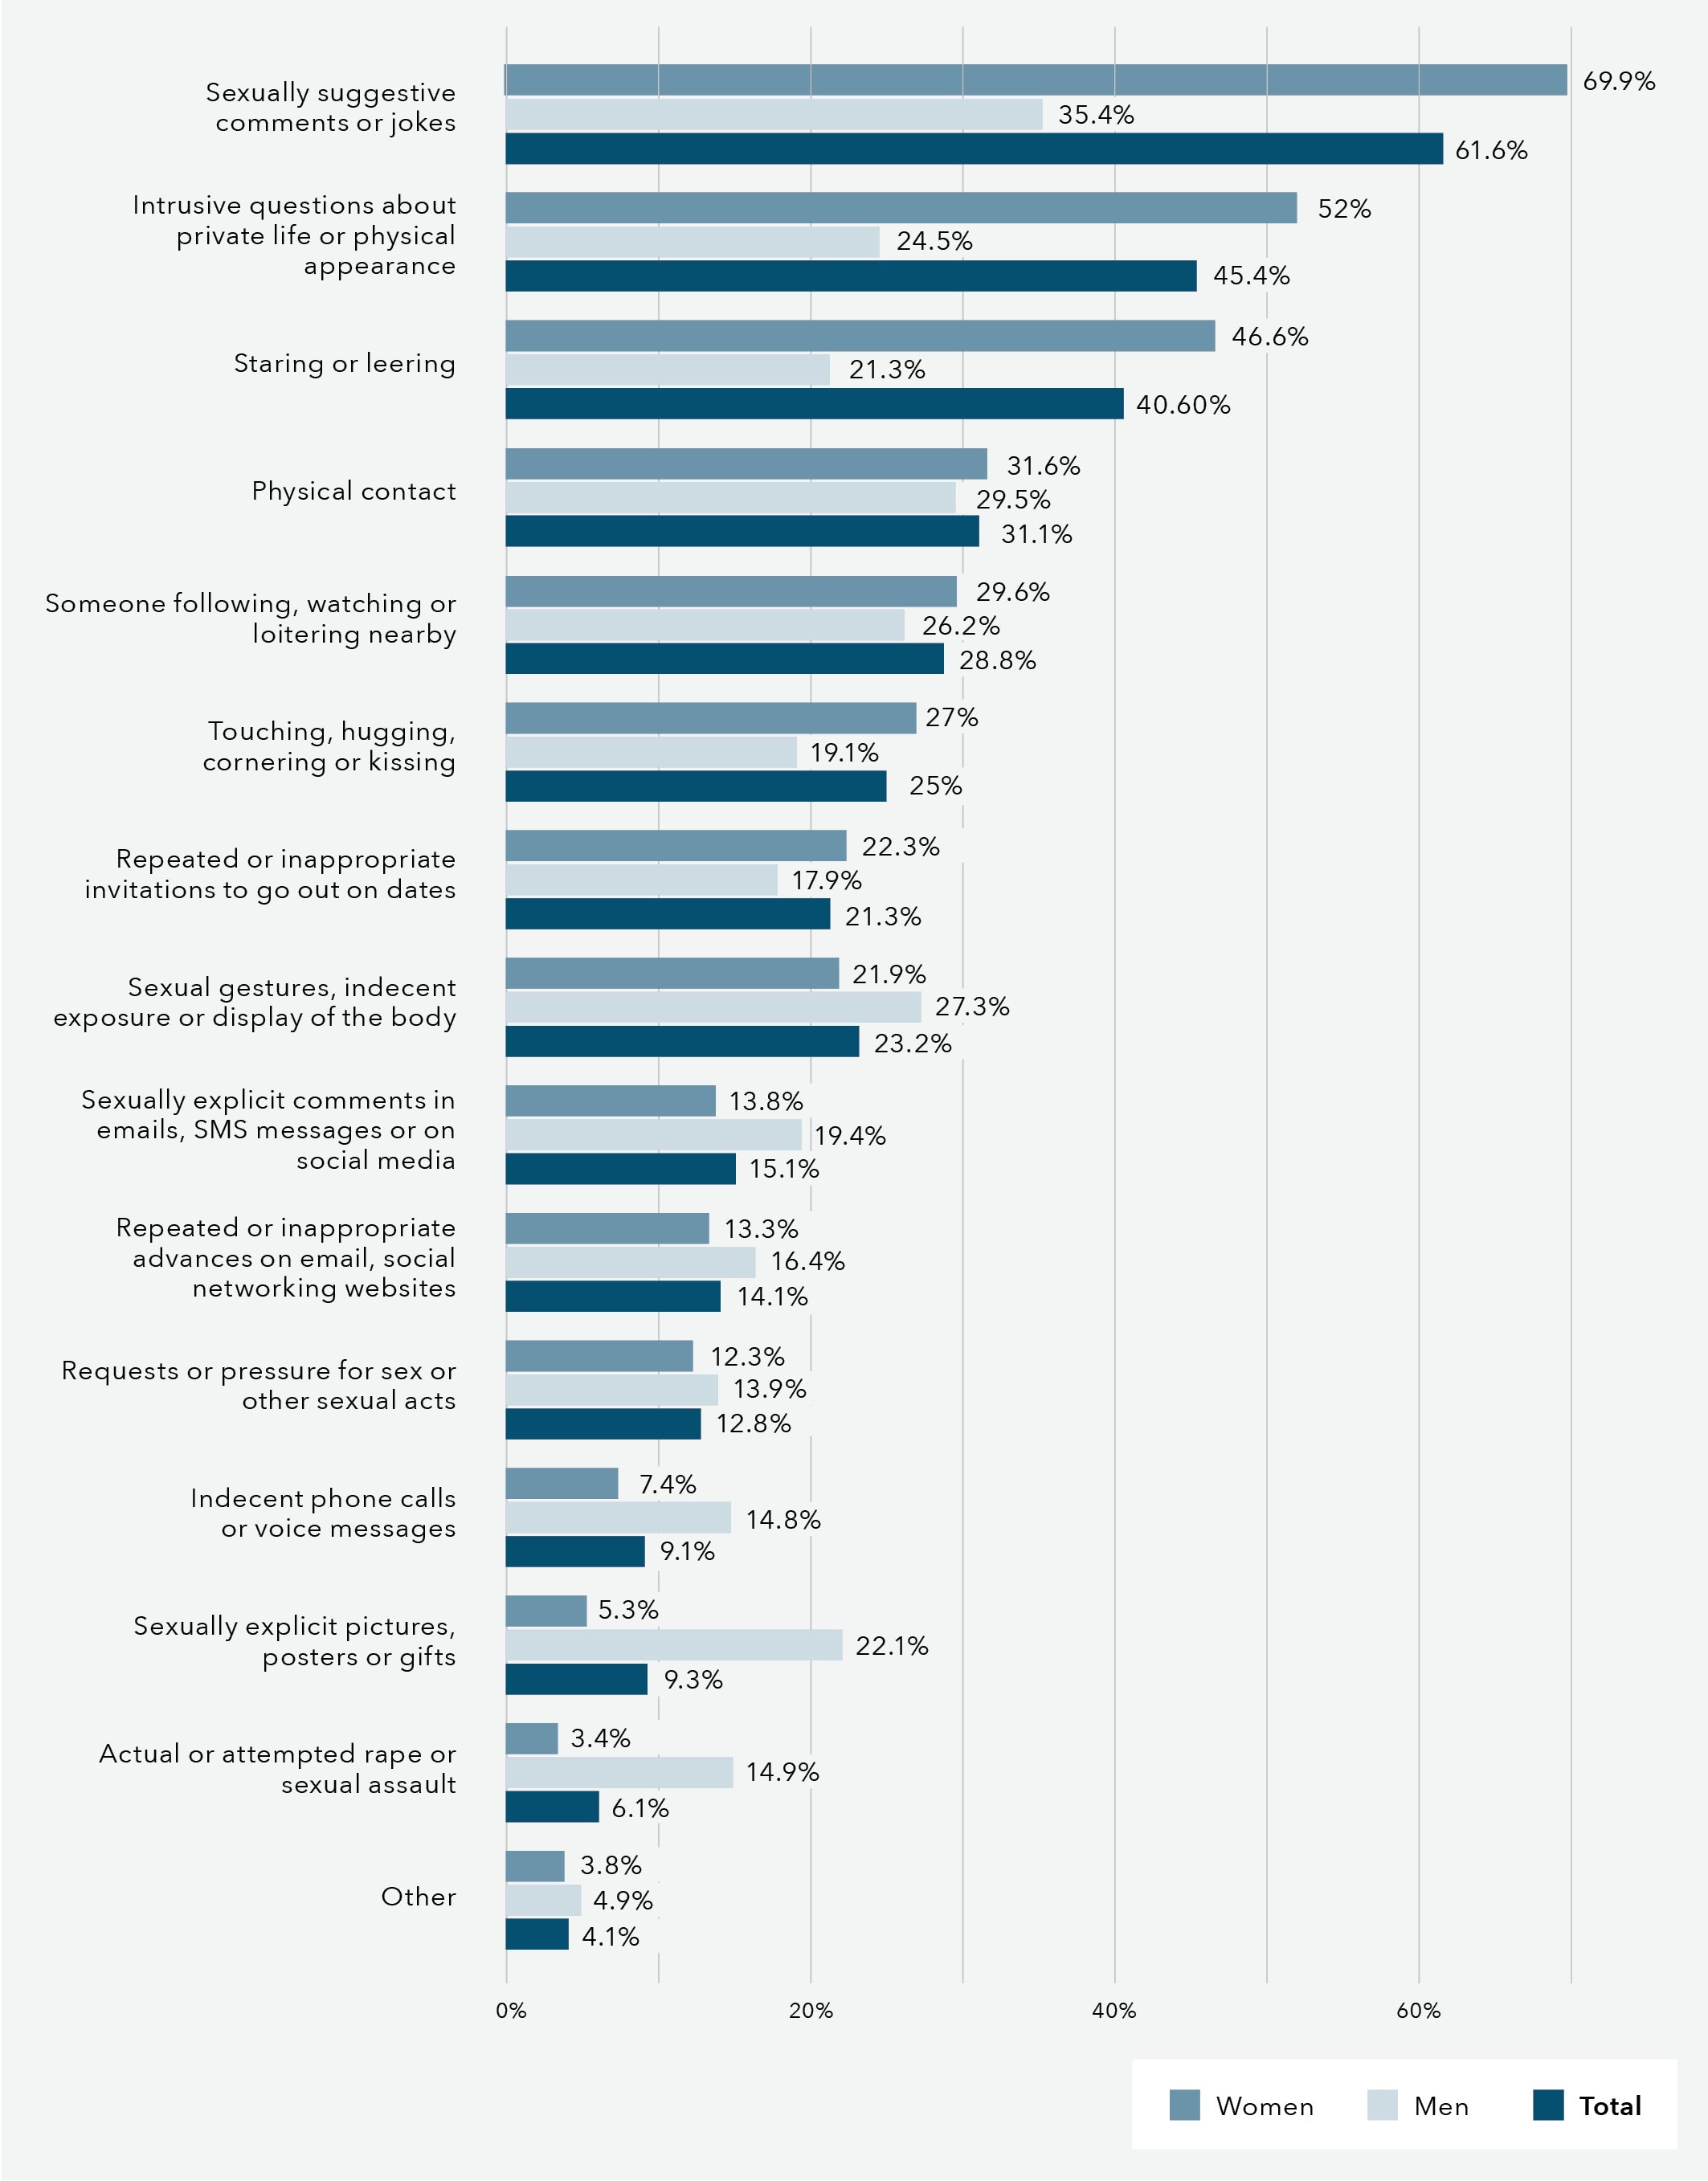 Sexually suggestive
comments or jokes
69.9%
35.4%
61.6%
Intrusive questions about
private life or physical
appearance
52%
24.5%
45.4%
Staring or leering
46.6%
21.3%
40.60%
Physical contact
31.6%
29.5%
31.1%
Someone following, watching or
loitering nearby
29.6%
26.2%
28.8%
Touching, hugging,
cornering or kissing
27%
19.1%
25%
Repeated or inappropriate
invitations to go out on dates
22.3%
17.9%
21.3%
Sexual gestures, indecent
exposure or display of the body
21.9%
27.3%
23.2%
Sexually explicit comments in
emails, SMS messages or on
social media
13.8%
19.4%
15.1%
Repeated or inappropriate
advances on email, social
networking websites
13.3%
16.4%
14.1%
Requests or pressure for sex or
other sexual acts
12.3%
13.9%
12.8%
Indecent phone calls
or voice messages
7.4%
14.8%
9.1%
Sexually explicit pictures,
posters or gifts
5.3%
22.1%
9.3%
Actual or attempted rape or
sexual assault
3.4%
14.9%
6.1%
Other
3.8%
4.9%
4.1%
0% 20% 40% 60%
Women Men Total